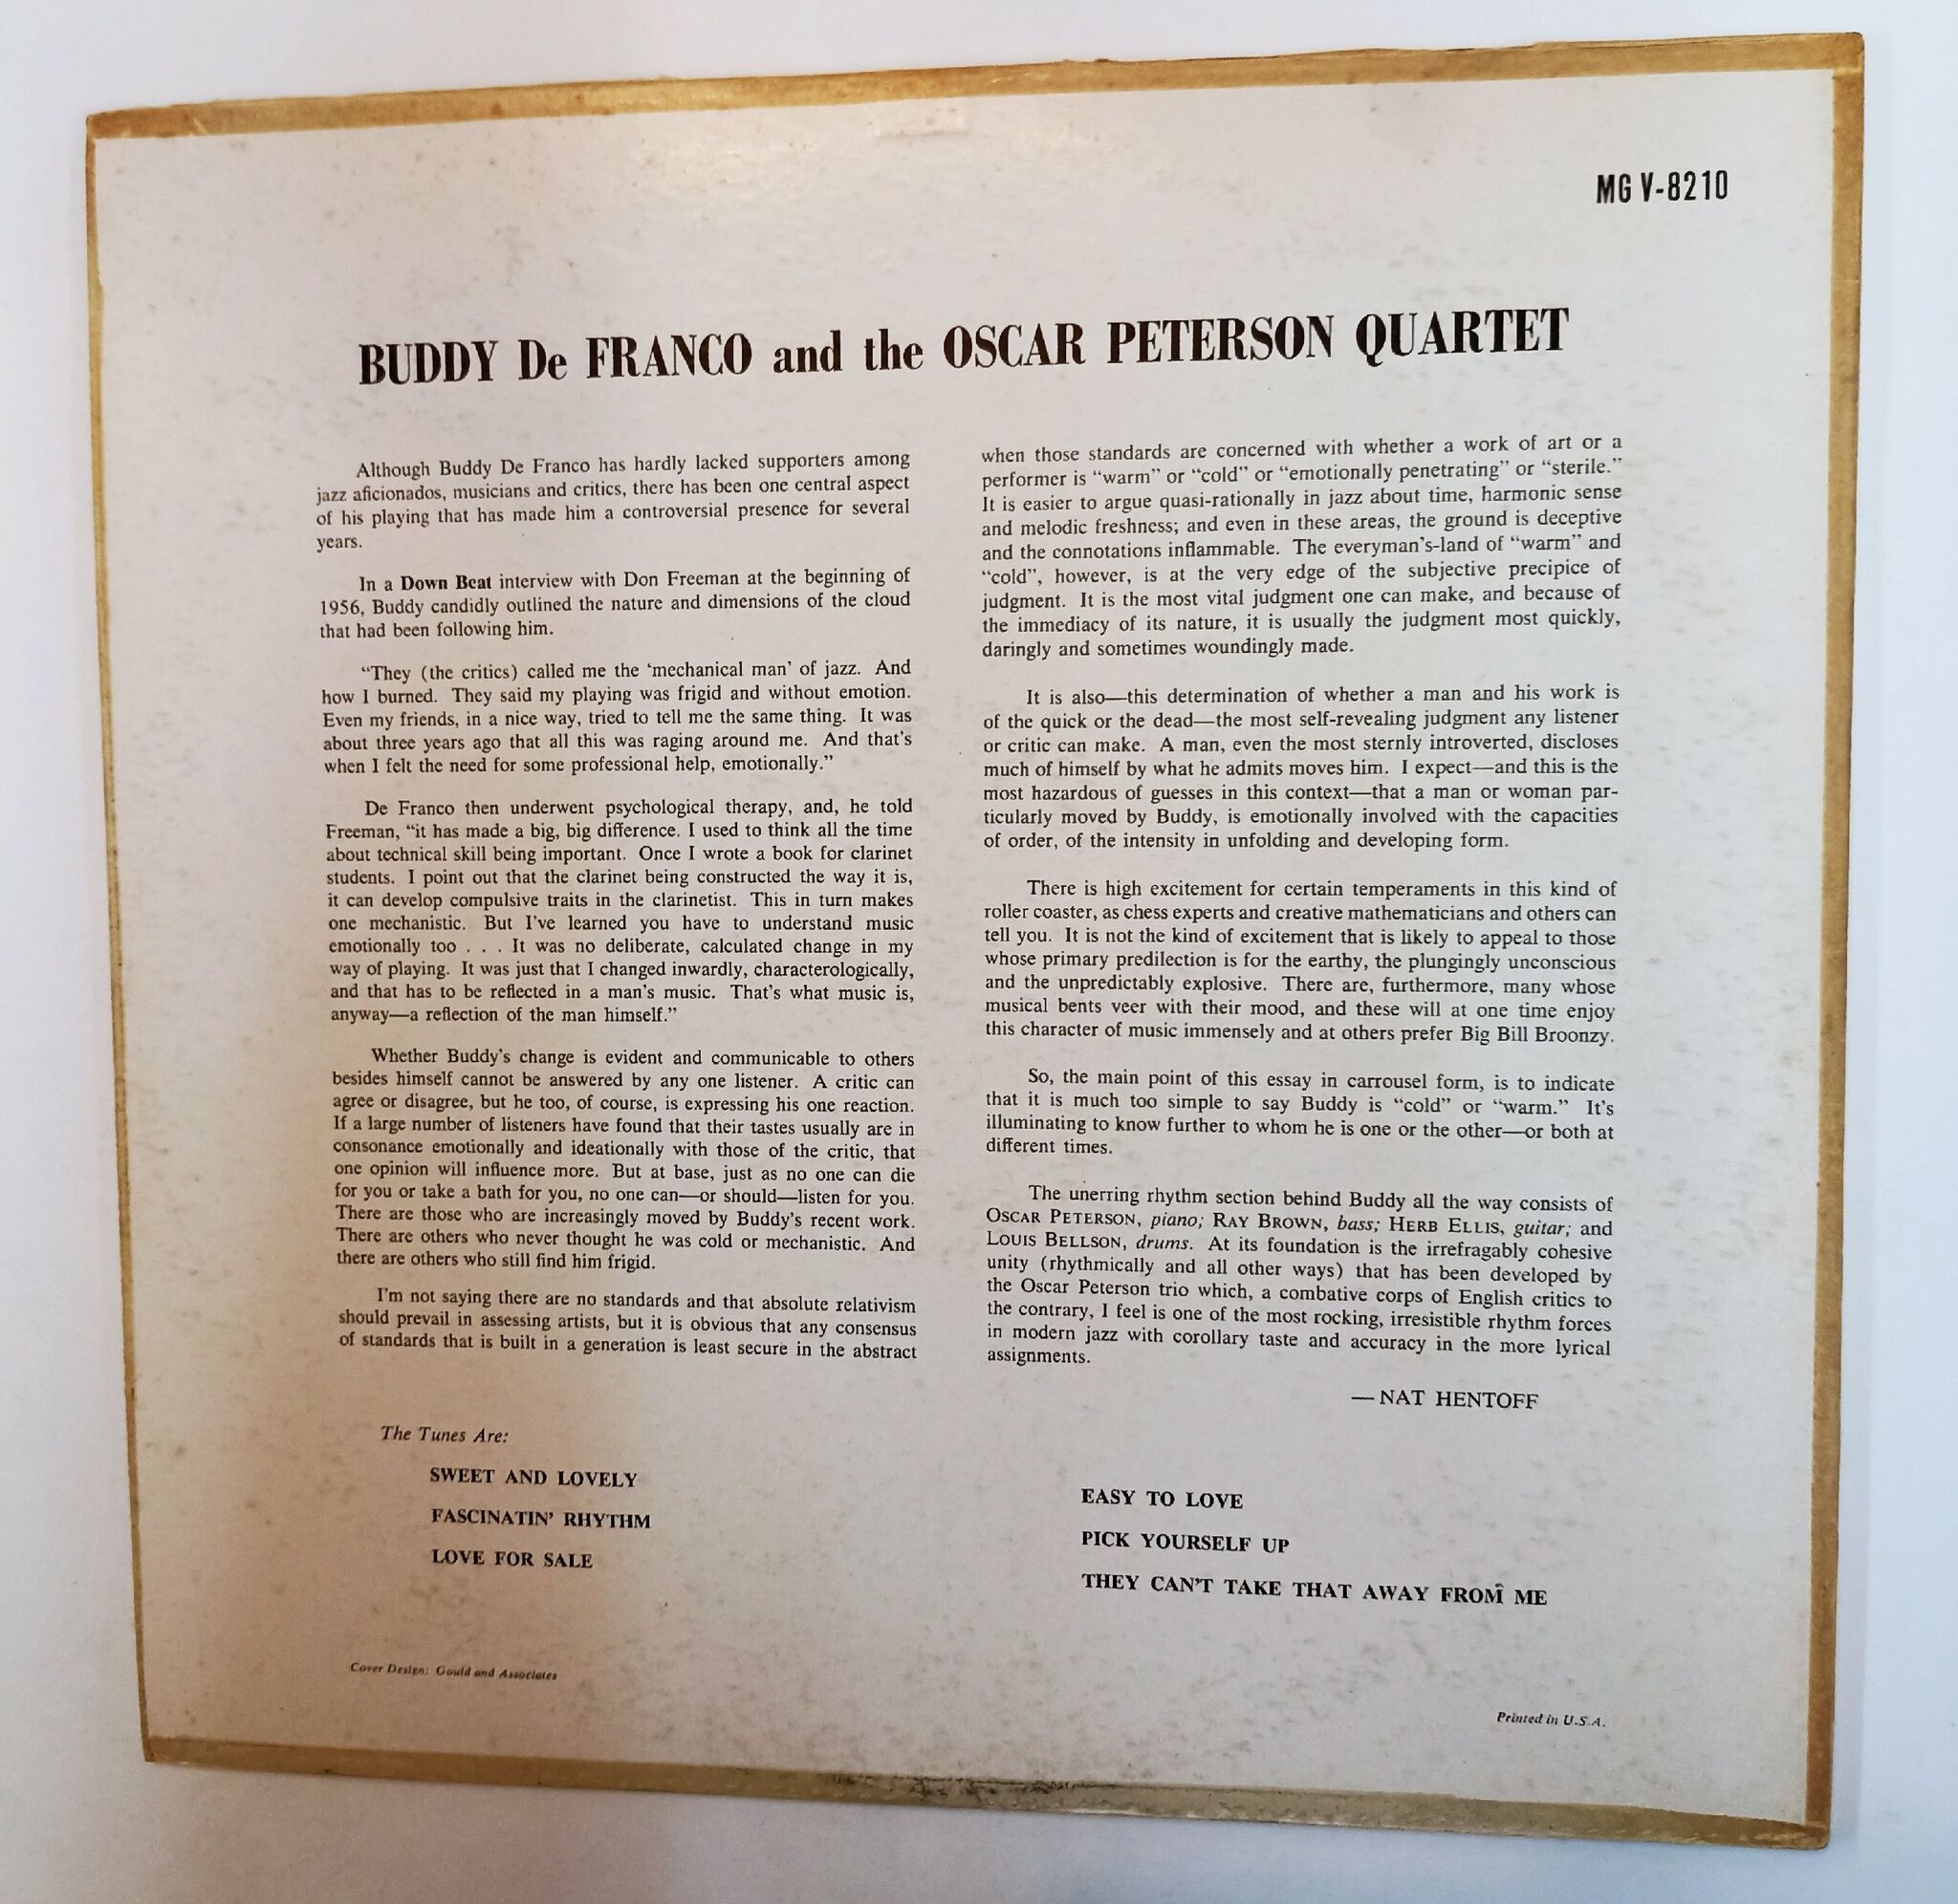 MG V-8210
BUDDY De FRANCO and the OSCAR PETERSON QUARTET
Although Buddy De Franco has hardly lacked supporters among
jazz aficionados, musicians and critics, there has been one central aspect
of his playing that has made him a controversial presence for several
years.
In a Down Beat interview with Don Freeman at the beginning of
1956, Buddy candidly outlined the nature and dimensions of the cloud
that had been following him.
“They (the critics) called me the ‘mechanical man’ of jazz. And
how I burned. They said my playing was frigid and without emotion.
Even my friends, in a nice way, tried to tell me the same thing. It was
about three years ago that all this was raging around me. And that’s
when I felt the need for some professional help, emotionally.”
De Franco then underwent psychological therapy, and, he told
Freeman, “it has made a big, big difference. I used to think all the time
about technical skill being important. Once I wrote a book for clarinet
students. I point out that the clarinet being constructed the way it is,
it can develop compulsive traits in the clarinetist. This in turn makes
one mechanistic. But I’ve learned you have to understand music
emotionally too . . . It was no deliberate, calculated change in my
way of playing. It was just that I changed inwardly, characterologically,
and that has to be reflected in a man’s music. That’s what music is,
anyway—a reflection of the man himself.”
Whether Buddy’s change is evident and communicable to others
besides himself cannot be answered by any one listener. A critic can
agree or disagree, but he too, of course, is expressing his one reaction.
If a large number of listeners have found that their tastes usually are in
consonance emotionally and ideationally with those of the critic, that
one opinion will influence more. But at base, just as no one can die
for you or take a bath for you, no one can—or should—listen for you.
There are those who are increasingly moved by Buddy’s recent work.
There are others who never thought he was cold or mechanistic. And
there are others who still find him frigid.
I’m not saying there are no standards and that absolute relativism
should prevail in assessing artists, but it is obvious that any consensus
of standards that is built in a generation is least secure in the abstract
when those standards are concerned with whether a work of art or a
performer is “warm” or “cold” or “emotionally penetrating” or “sterile.”
It is easier to argue quasi-rationally in jazz about time, harmonic sense
and melodic freshness; and even in these areas, the ground is deceptive
and the connotations inflammable. The everyman’s-land of “warm” and
“cold”, however, is at the very edge of the subjective precipice of
judgment. It is the most vital judgment one can make, and because of
the immediacy of its nature, it is usually the judgment most quickly,
daringly and sometimes woundingly made.
It is also—this determination of whether a man and his work is
of the quick or the dead—the most self-revealing judgment any listener
or critic can make. A man, even the most sternly introverted, discloses
much of himself by what he admits moves him. I expect—and this is the
most hazardous of guesses in this context—that a man or woman par-
ticularly moved by Buddy, is emotionally involved with the capacities
of order, of the intensity in unfolding and developing form.
There is high excitement for certain temperaments in this kind of
roller coaster, as chess experts and creative mathematicians and others can
tell you. It is not the kind of excitement that is likely to appeal to those
whose primary predilection is for the earthy, the plungingly unconscious
and the unpredictably explosive. There are, furthermore, many whose
musical bents veer with their mood, and these will at one time enjoy
this character of music immensely and at others prefer Big Bill Broonzy.
So, the main point of this essay in carrousel form, is to indicate
that it is much too simple to say Buddy is “cold” or “warm.” It’s
illuminating to know further to whom he is one or the other—or both at
different times.
The unerring rhythm section behind Buddy all the way consists of
OSCAR PETERSON, piano; RAY BROWN, bass; HERB ELLIS, guitar; and
LOUIS BELLSON, drums. At its foundation is the irrefragably cohesive
unity (rhythmically and all other ways) that has been developed by
the Oscar Peterson trio which, a combative corps of English critics to
the contrary, I feel is one of the most rocking, irresistible rhythm forces
in modern jazz with corollary taste and accuracy in the more lyrical
assignments.
—NAT HENTOFF
The Tunes Are:
SWEET AND LOVELY
FASCINATIN’ RHYTHM
LOVE FOR SALE
EASY TO LOVE
PICK YOURSELF UP
THEY CAN’T TAKE THAT AWAY FROM ME
Cover Design: Gould and Associates
Printed in U.S.A.